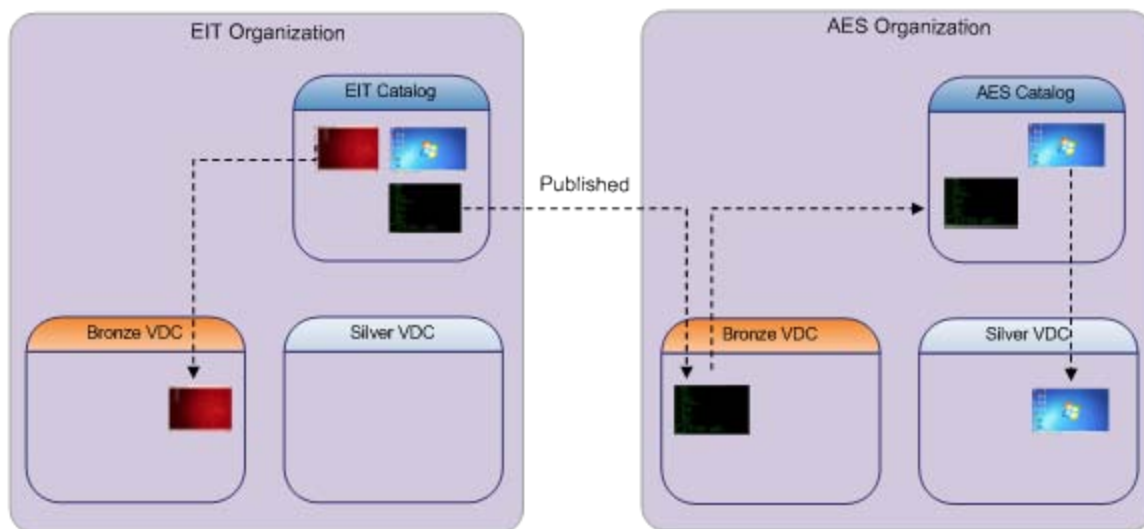 EIT Organization
AES Organization
EIT Catalog
AES Catalog
Published
Bronze VDC
Silver VDC
Bronze VDC
Silver VDC